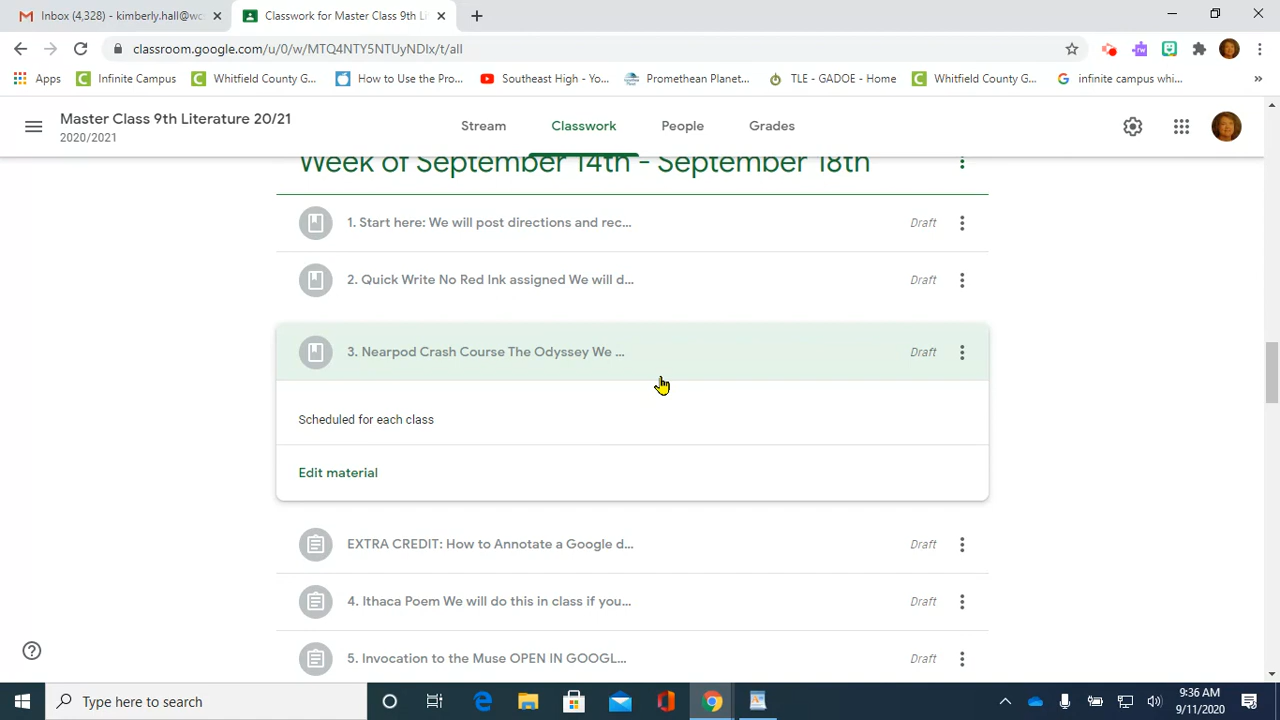 Inbox (4,328) - kimberly.hall@wc
Classwork for Master Class 9th Li
classroom.google.com/u/0/w/MTQ4NTY5NTUyNDlx/t/all
Apps
Infinite Campus
Whitfield County G...
How to Use the Pro...
Southeast High - Yo...
Promethean Planet...
TLE - GADOE - Home
Whitfield County G...
infinite campus whi...
Master Class 9th Literature 20/21
2020/2021
Stream
Classwork
People
Grades
Week of September 14th - September 18th
1. Start here: We will post directions and rec...
Draft
2. Quick Write No Red Ink assigned We will d...
Draft
3. Nearpod Crash Course The Odyssey We ...
Draft
Scheduled for each class
Edit material
EXTRA CREDIT: How to Annotate a Google d...
Draft
4. Ithaca Poem We will do this in class if you...
Draft
5. Invocation to the Muse OPEN IN GOOGL...
Draft
Type here to search
9:36 AM
9/11/2020